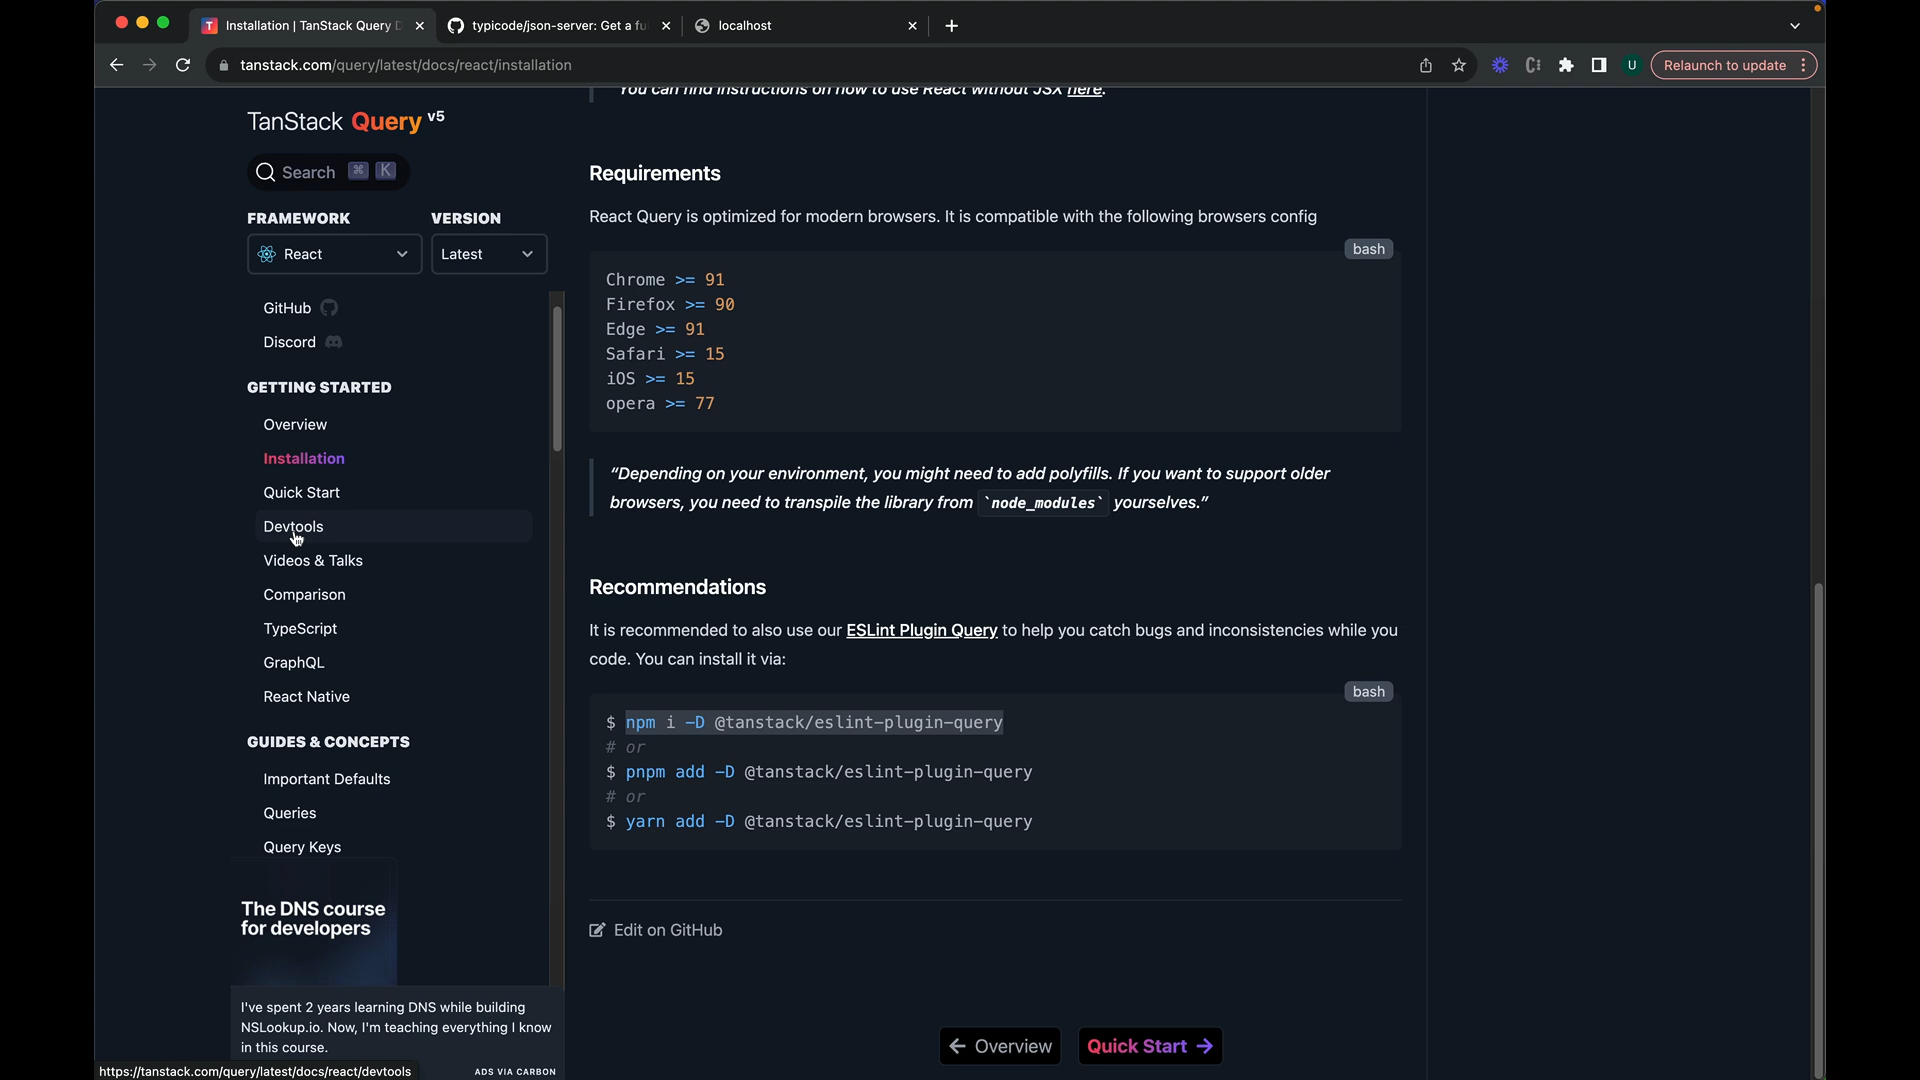 Installation | TanStack Query D
typicode/json-server: Get a fu
localhost
tanstack.com/query/latest/docs/react/installation
U
Relaunch to update
TanStack Query v5
Search ⌘ K
FRAMEWORK
VERSION
React
Latest
GitHub
Discord
GETTING STARTED
Overview
Installation
Quick Start
Devtools
Videos & Talks
Comparison
TypeScript
GraphQL
React Native
GUIDES & CONCEPTS
Important Defaults
Queries
Query Keys
The DNS course
for developers
I've spent 2 years learning DNS while building
NSLookup.io. Now, I'm teaching everything I know
in this course.
ADS VIA CARBON
https://tanstack.com/query/latest/docs/react/devtools
You can find instructions on how to use React without JSX here.
Requirements
React Query is optimized for modern browsers. It is compatible with the following browsers config
bash
Chrome >= 91
Firefox >= 90
Edge >= 91
Safari >= 15
iOS >= 15
opera >= 77
“Depending on your environment, you might need to add polyfills. If you want to support older
browsers, you need to transpile the library from `node_modules` yourselves.”
Recommendations
It is recommended to also use our ESLint Plugin Query to help you catch bugs and inconsistencies while you
code. You can install it via:
bash
$ npm i -D @tanstack/eslint-plugin-query
# or
$ pnpm add -D @tanstack/eslint-plugin-query
# or
$ yarn add -D @tanstack/eslint-plugin-query
Edit on GitHub
← Overview
Quick Start →